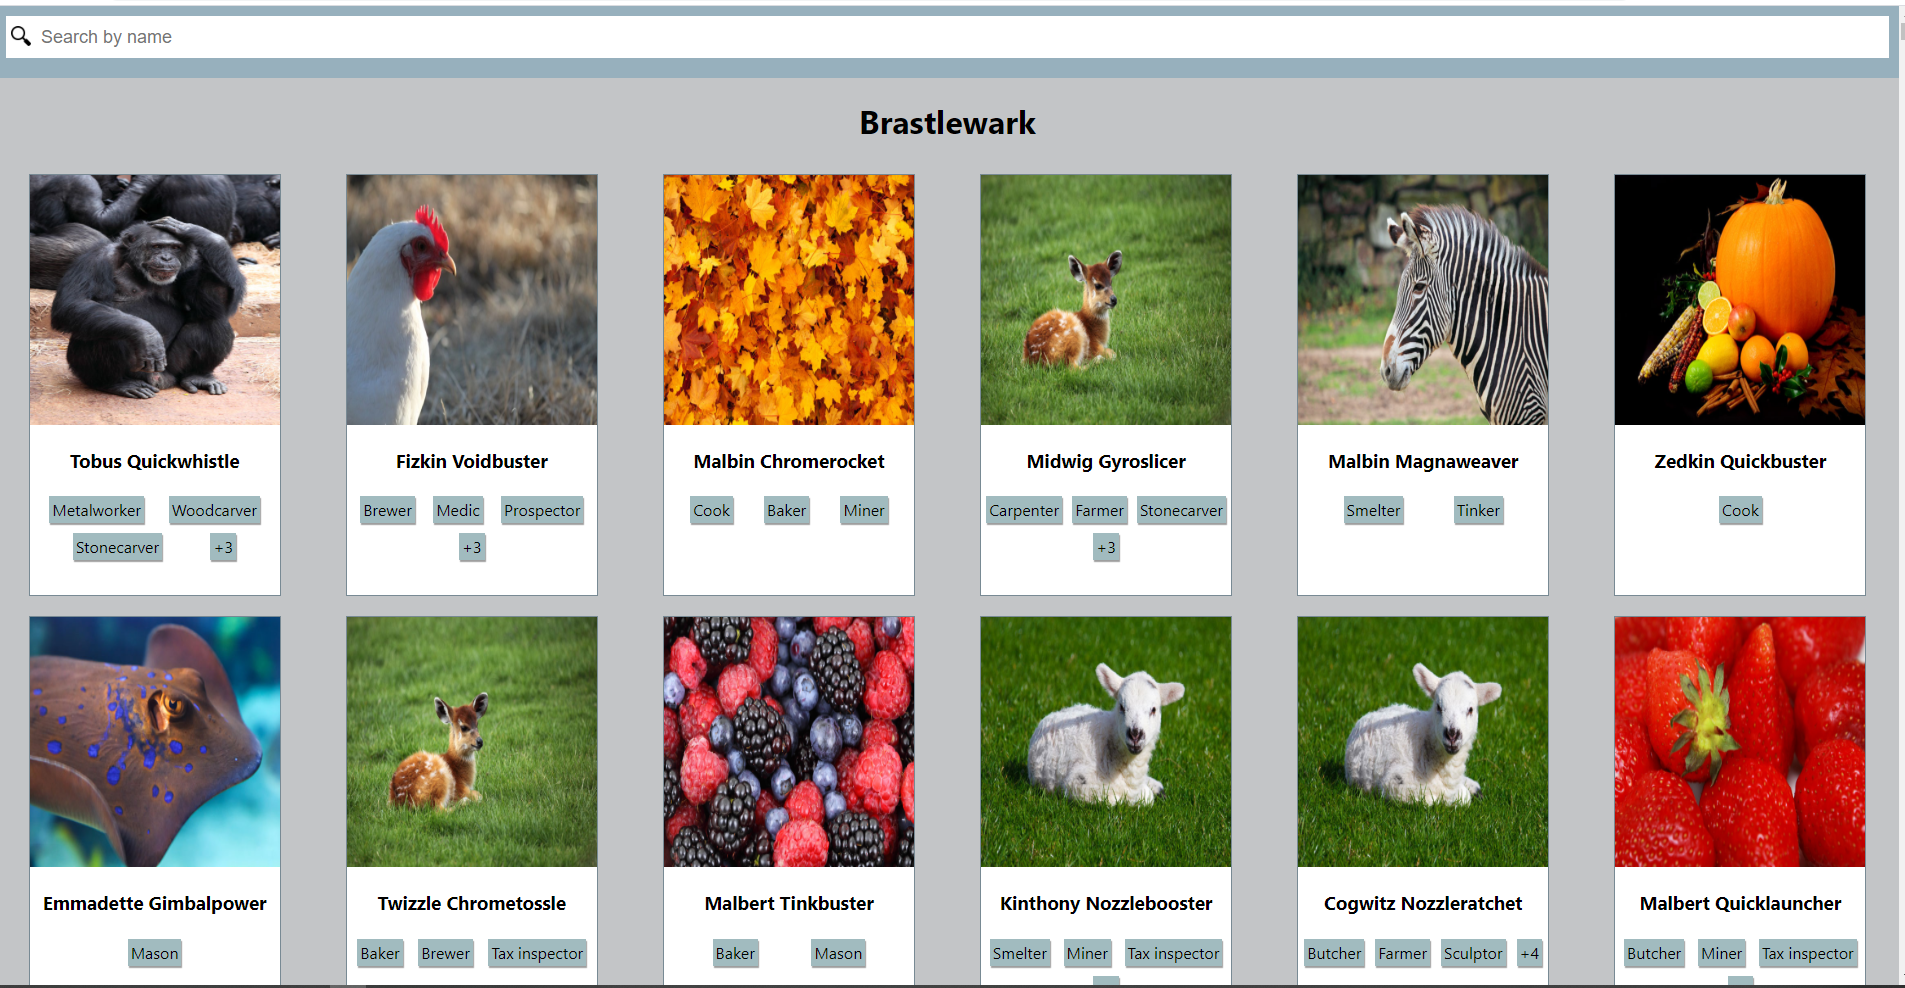 Search by name
Brastlewark
Tobus Quickwhistle
Metalworker Woodcarver
Stonecarver +3
Fizkin Voidbuster
Brewer Medic Prospector
+3
Malbin Chromerocket
Cook Baker Miner
Midwig Gyroslicer
Carpenter Farmer Stonecarver
+3
Malbin Magnaweaver
Smelter Tinker
Zedkin Quickbuster
Cook
Emmadette Gimbalpower
Mason
Twizzle Chrometossle
Baker Brewer Tax inspector
Malbert Tinkbuster
Baker Mason
Kinthony Nozzlebooster
Smelter Miner Tax inspector
Cogwitz Nozzleratchet
Butcher Farmer Sculptor +4
Malbert Quicklauncher
Butcher Miner Tax inspector